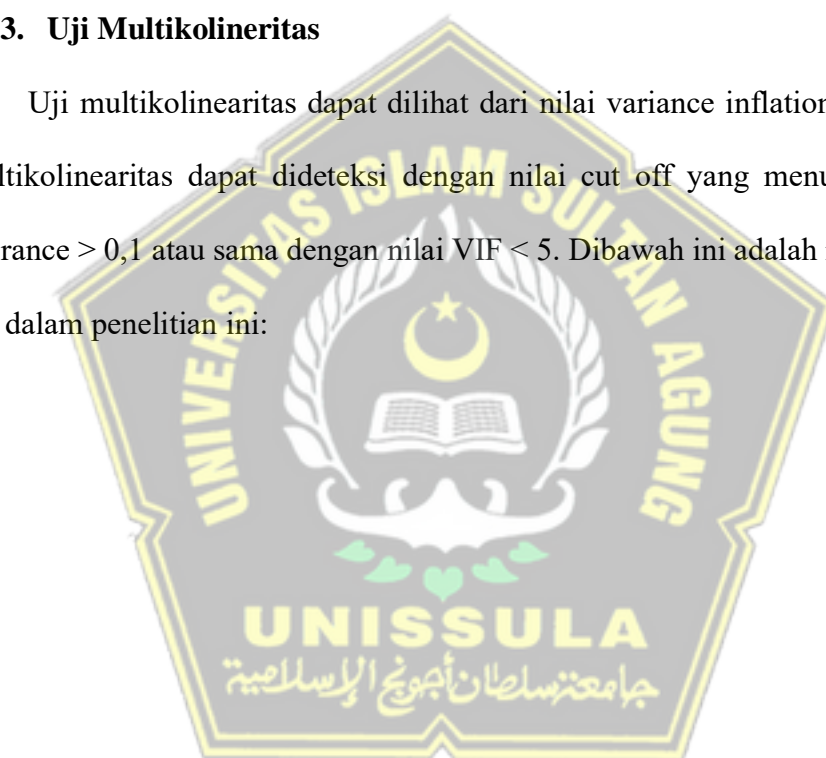 3. Uji Multikolineritas
Uji multikolinearitas dapat dilihat dari nilai variance inflation
ltikolinearitas dapat dideteksi dengan nilai cut off yang menu
rance > 0,1 atau sama dengan nilai VIF < 5. Dibawah ini adalah
dalam penelitian ini:
UNIVERSITAS ISLAM SULTAN AGUNG
UNISSULA
جامعة سلطان أجونج الإسلامية